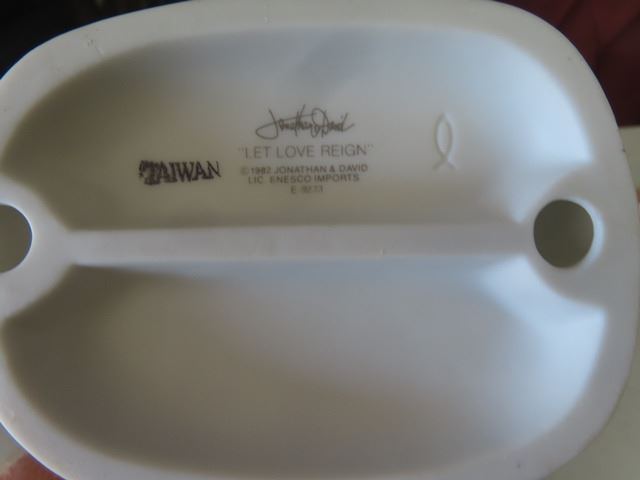 Jonathan & David
"LET LOVE REIGN"
TAIWAN
©1982 JONATHAN & DAVID
LIC. ENESCO IMPORTS
E-9273